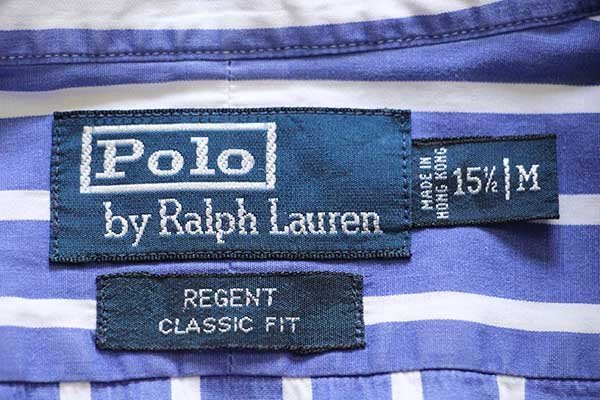 Polo
by Ralph Lauren
MADE IN
HONG KONG
15½ | M
REGENT
CLASSIC FIT